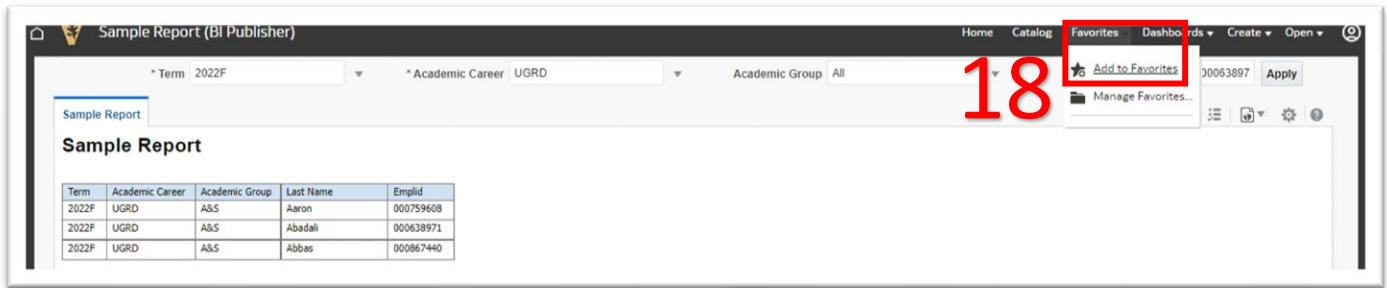 Sample Report (BI Publisher)
Home Catalog Favorites Dashboards Create Open
* Term 2022F * Academic Career UGRD Academic Group All 00063897 Apply
18
Add to Favorites
Manage Favorites...
Sample Report
Sample Report
Term Academic Career Academic Group Last Name Emplid
2022F UGRD A&S Aaron 000759608
2022F UGRD A&S Abadali 000638971
2022F UGRD A&S Abbas 000867440